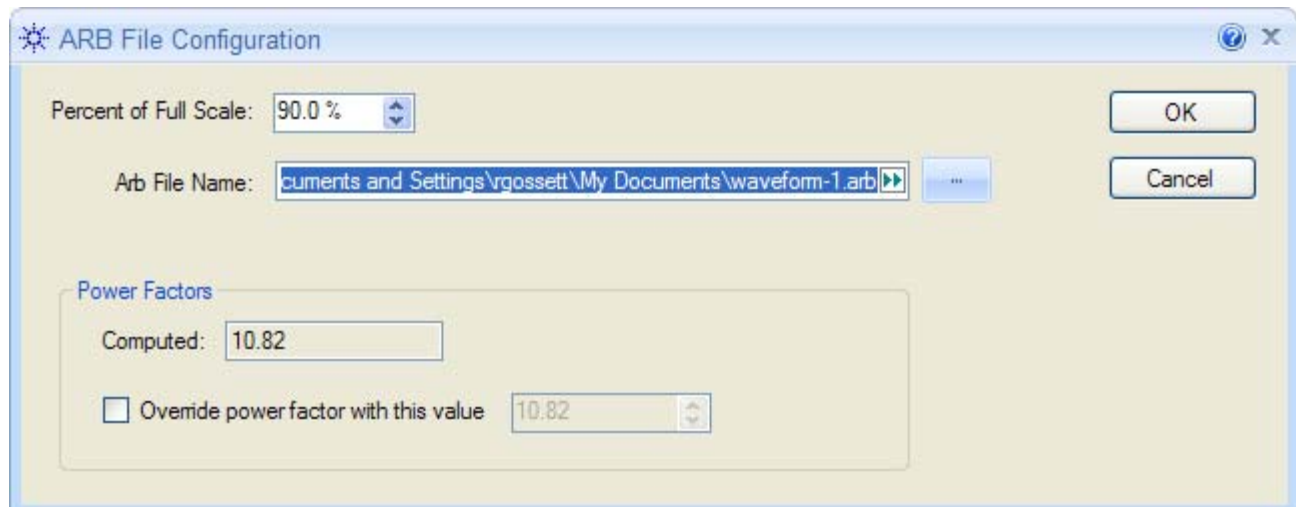 ARB File Configuration
Percent of Full Scale: 90.0 %
OK
Arb File Name: cuments and Settings\rgossett\My Documents\waveform-1.arb ...
Cancel
Power Factors
Computed: 10.82
Override power factor with this value 10.82